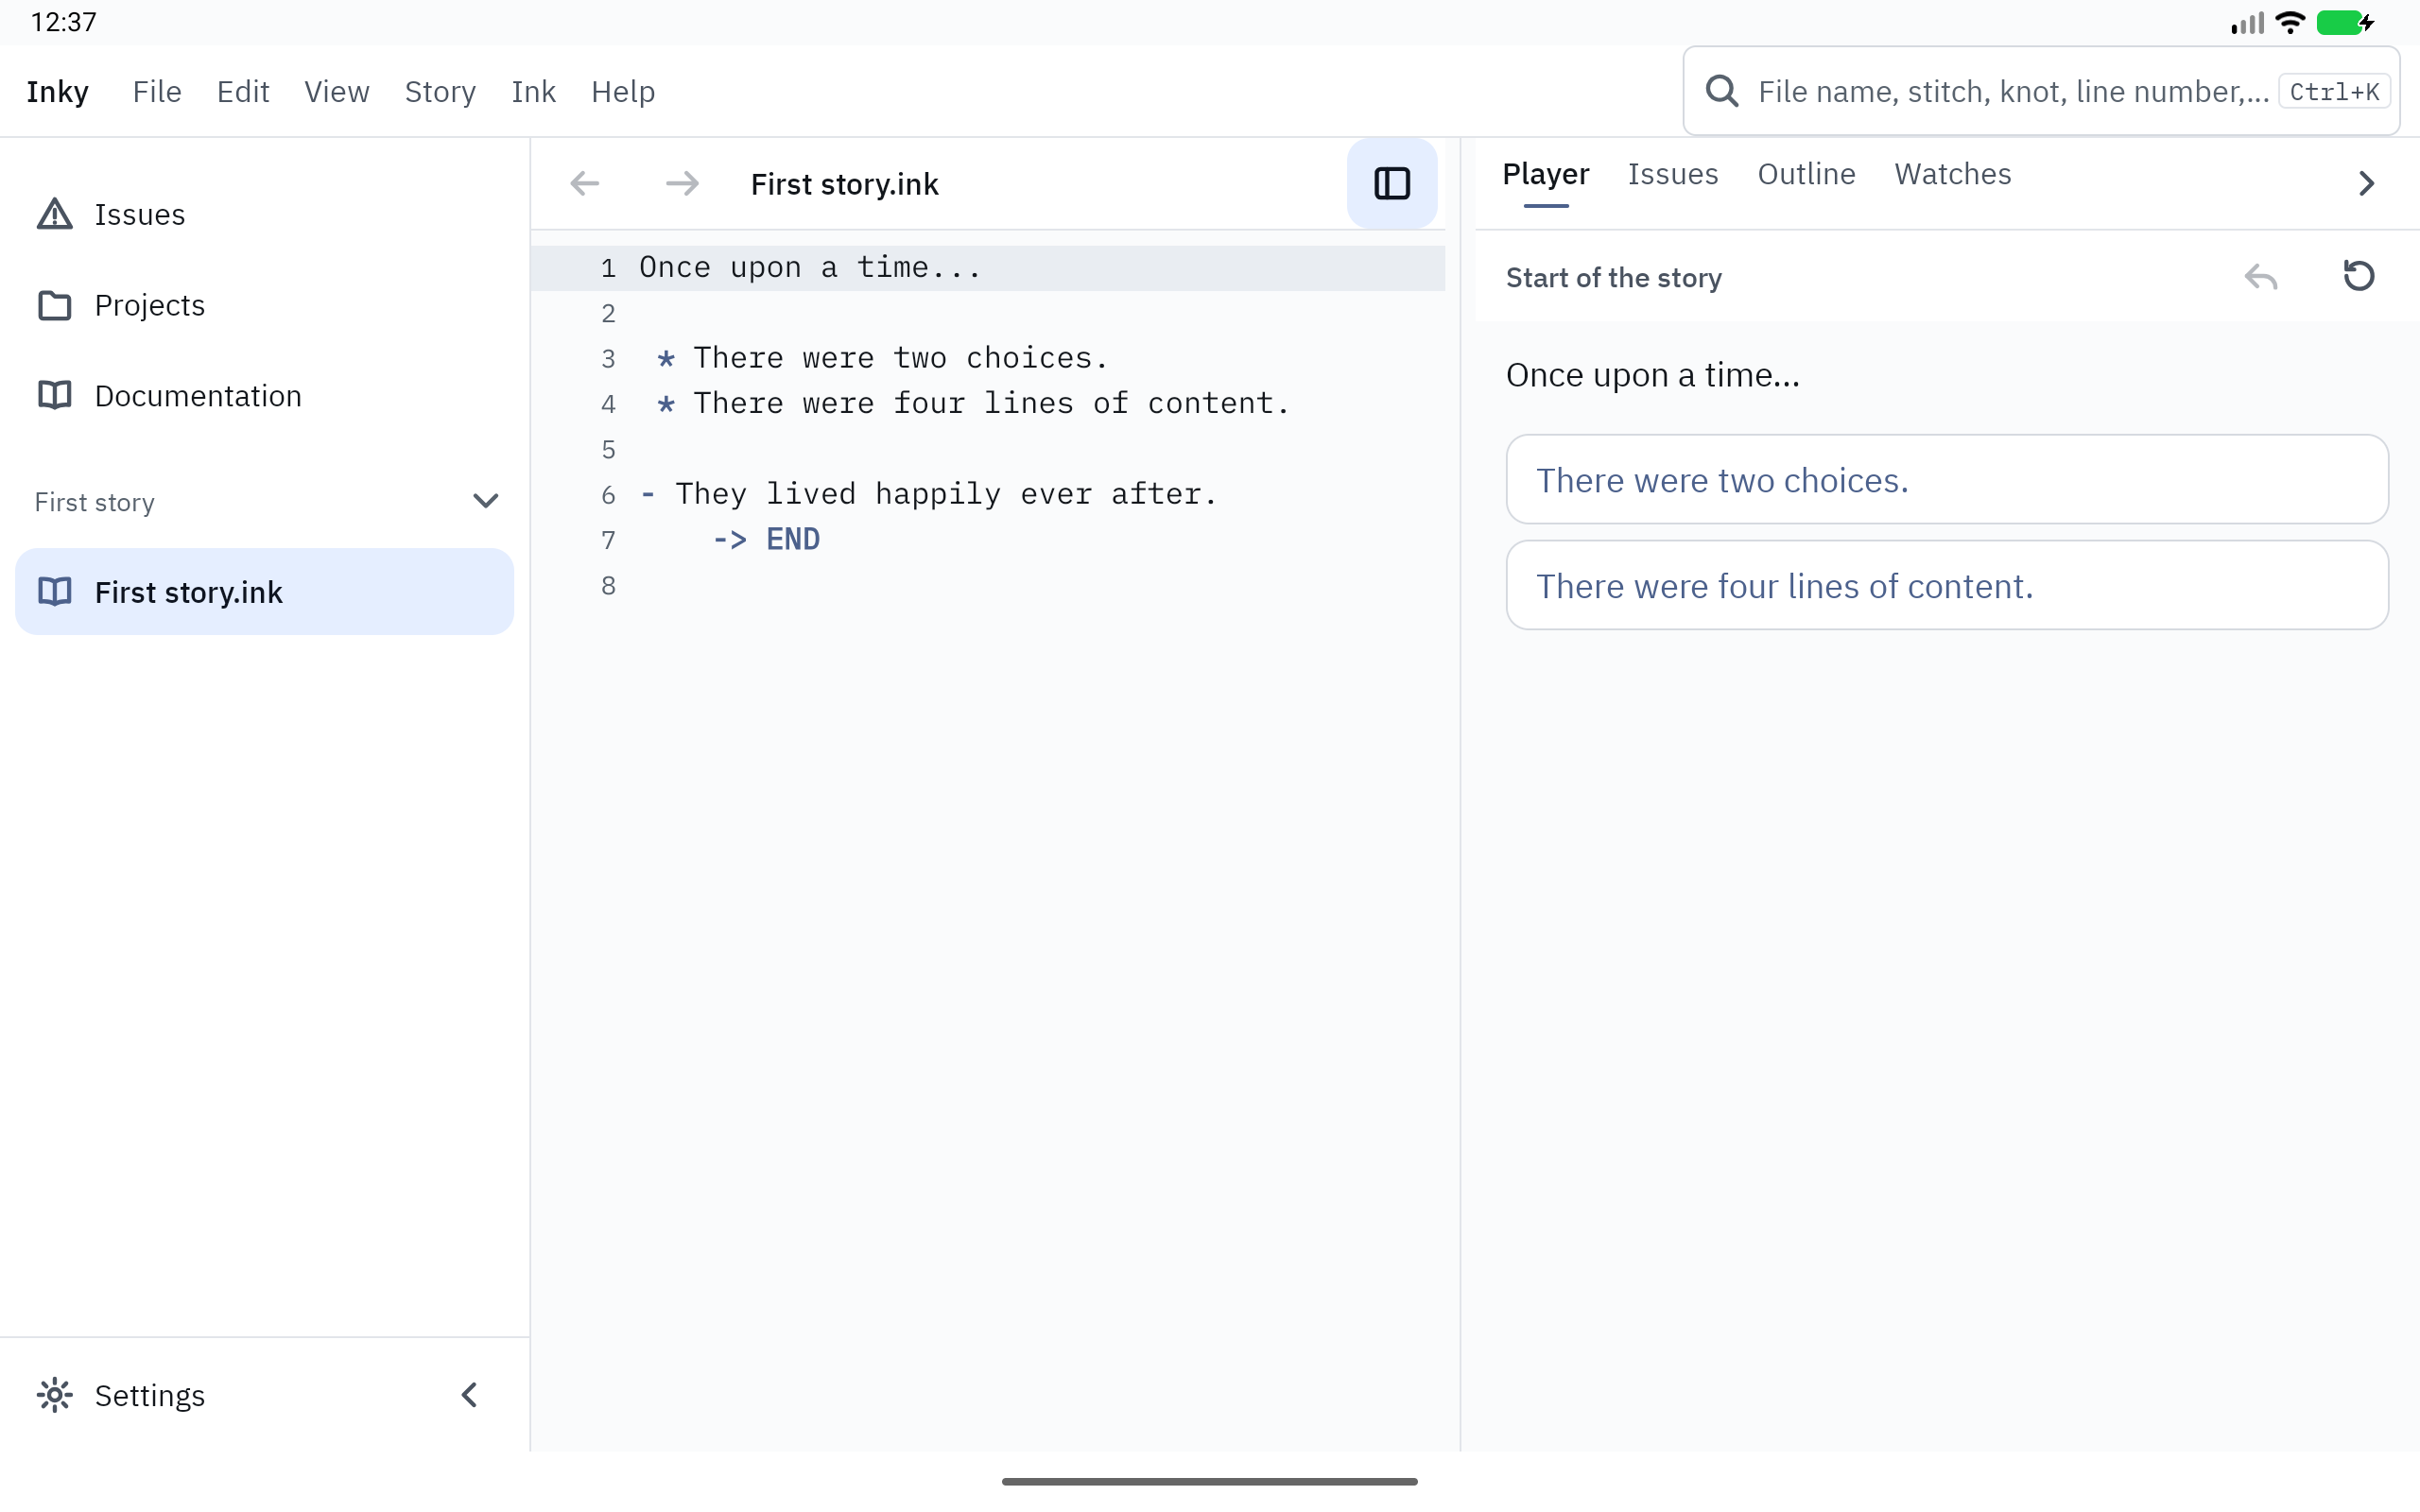 12:37
Inky File Edit View Story Ink Help
File name, stitch, knot, line number,... Ctrl+K
Issues
Projects
Documentation
First story
First story.ink
Settings
First story.ink
1 Once upon a time...
2
3 * There were two choices.
4 * There were four lines of content.
5
6 - They lived happily ever after.
7 -> END
8
Player Issues Outline Watches
Start of the story
Once upon a time...
There were two choices.
There were four lines of content.